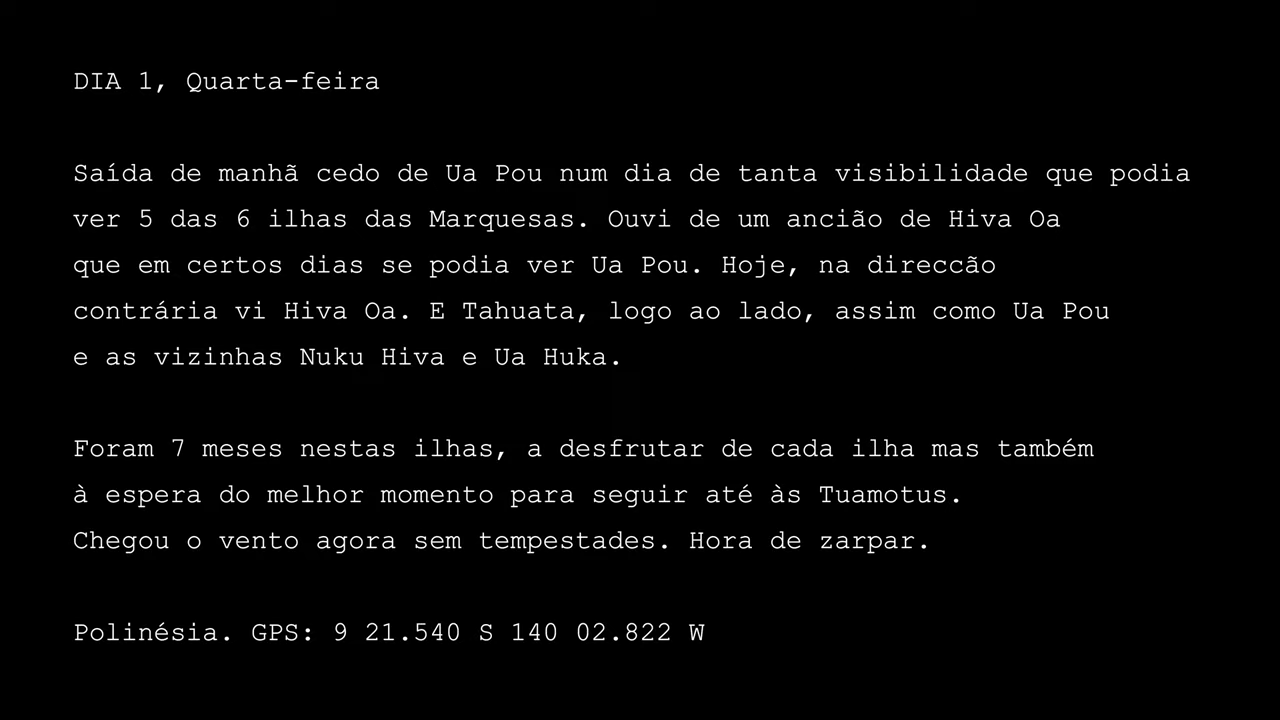 DIA 1, Quarta-feira
Saída de manhã cedo de Ua Pou num dia de tanta visibilidade que podia
ver 5 das 6 ilhas das Marquesas. Ouvi de um ancião de Hiva Oa
que em certos dias se podia ver Ua Pou. Hoje, na direccão
contrária vi Hiva Oa. E Tahuata, logo ao lado, assim como Ua Pou
e as vizinhas Nuku Hiva e Ua Huka.
Foram 7 meses nestas ilhas, a desfrutar de cada ilha mas também
à espera do melhor momento para seguir até às Tuamotus.
Chegou o vento agora sem tempestades. Hora de zarpar.
Polinésia. GPS: 9 21.540 S 140 02.822 W